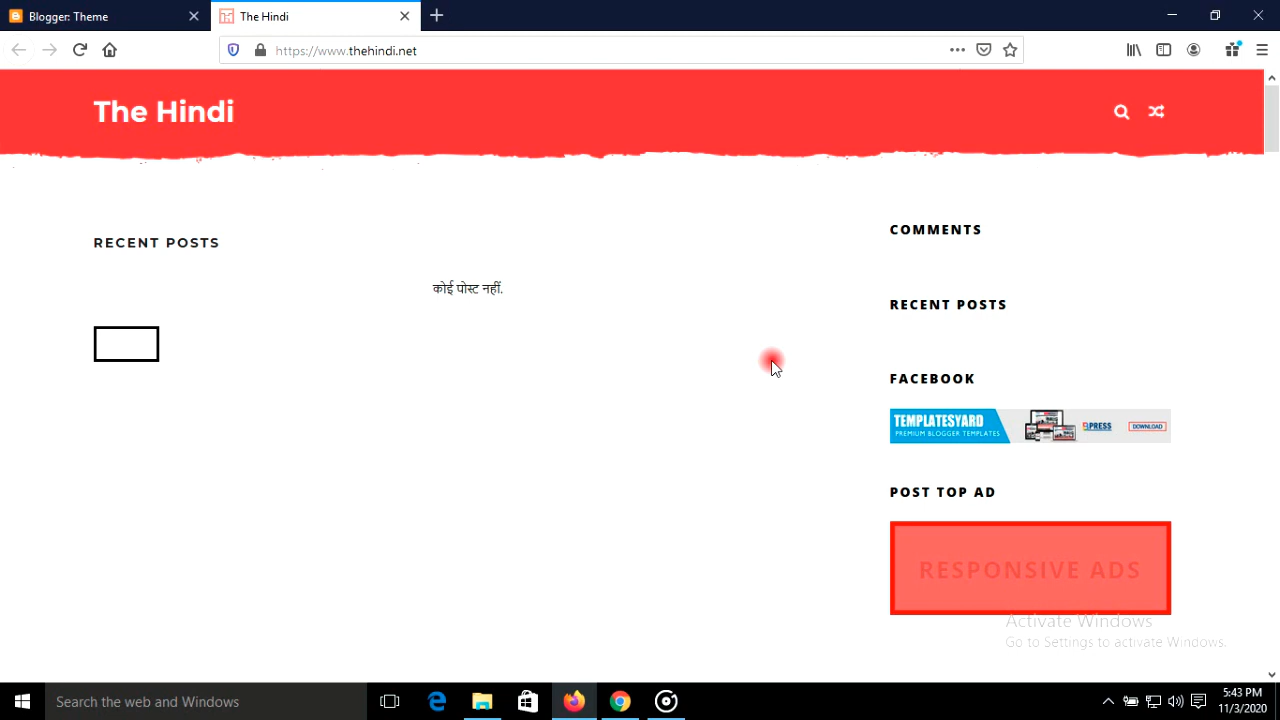 Blogger: Theme
The Hindi
https://www.thehindi.net
The Hindi
RECENT POSTS
कोई पोस्ट नहीं.
COMMENTS
RECENT POSTS
FACEBOOK
TEMPLATESYARD
PREMIUM BLOGGER TEMPLATES
PRESS
DOWNLOAD
POST TOP AD
RESPONSIVE ADS
Activate Windows
Go to Settings to activate Windows.
Search the web and Windows
5:43 PM
11/3/2020